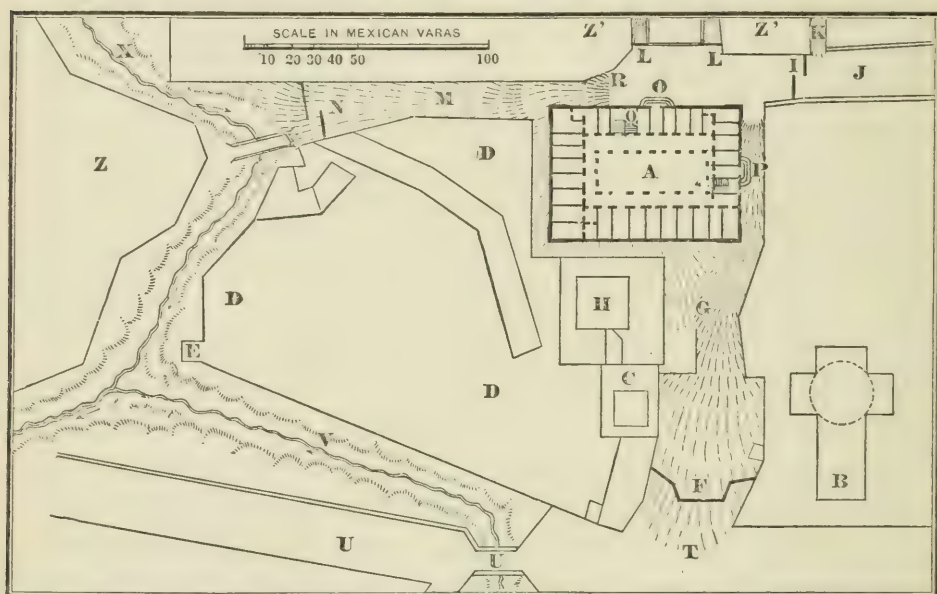 Z' Z' K
SCALE IN MEXICAN VARAS
10 20 30 40 50 100
X
L L
I J
R O
N M
Q
D
Z A P
D H G
E
C
D
V F B
U T
U